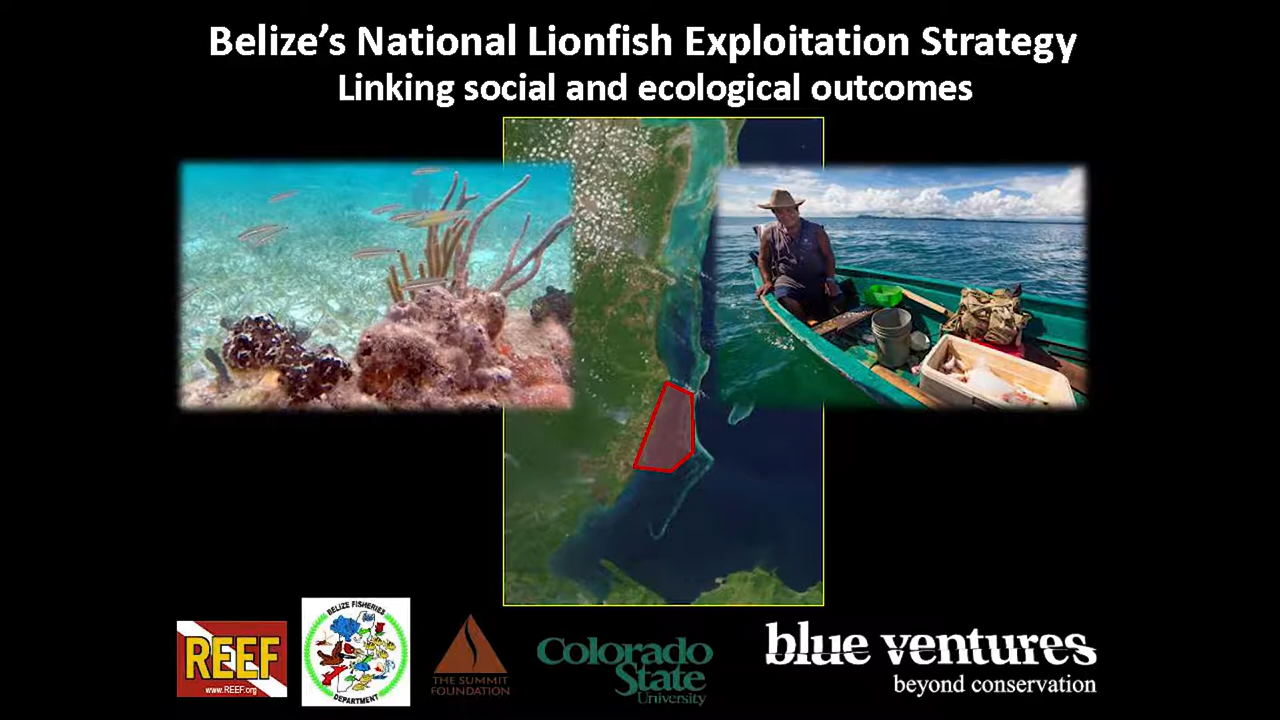 Belize’s National Lionfish Exploitation Strategy
Linking social and ecological outcomes
REEF
www.REEF.org
BELIZE FISHERIES
DEPARTMENT
THE SUMMIT
FOUNDATION
Colorado
State
University
blue ventures
beyond conservation